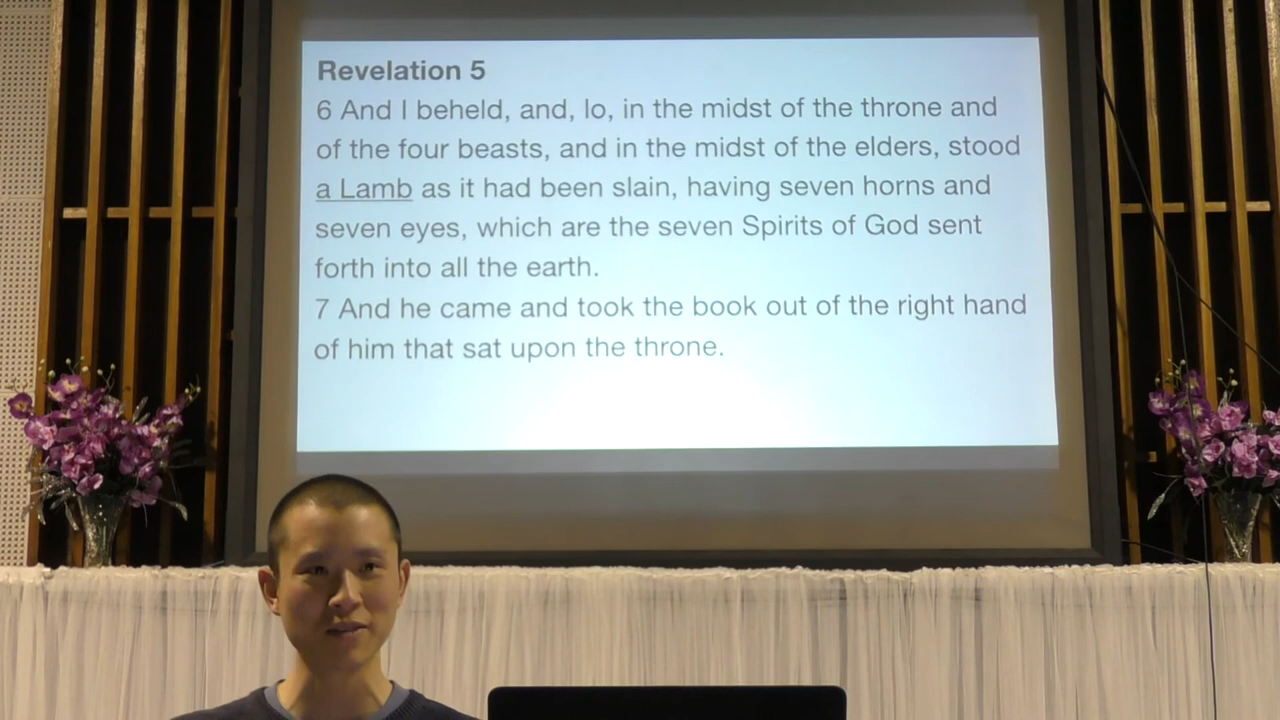 Revelation 5
6 And I beheld, and, lo, in the midst of the throne and
of the four beasts, and in the midst of the elders, stood
a Lamb as it had been slain, having seven horns and
seven eyes, which are the seven Spirits of God sent
forth into all the earth.
7 And he came and took the book out of the right hand
of him that sat upon the throne.